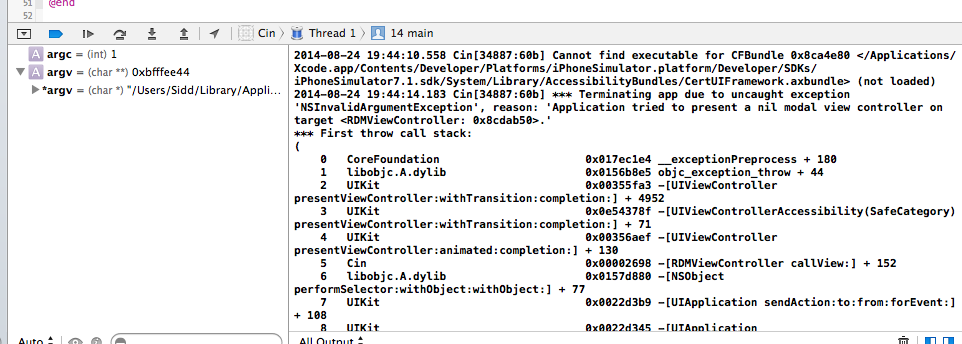 51 @end
52
Cin Thread 1 14 main
A argc = (int) 1
A argv = (char **) 0xbfffee44
*argv = (char *) "/Users/Sidd/Library/Appli...
2014-08-24 19:44:10.558 Cin[34887:60b] Cannot find executable for CFBundle 0x8ca4e80 </Applications/
Xcode.app/Contents/Developer/Platforms/iPhoneSimulator.platform/Developer/SDKs/
iPhoneSimulator7.1.sdk/System/Library/AccessibilityBundles/CertUIFramework.axbundle> (not loaded)
2014-08-24 19:44:14.183 Cin[34887:60b] *** Terminating app due to uncaught exception
'NSInvalidArgumentException', reason: 'Application tried to present a nil modal view controller on
target <RDMViewController: 0x8cdab50>.'
*** First throw call stack:
(
0 CoreFoundation 0x017ec1e4 __exceptionPreprocess + 180
1 libobjc.A.dylib 0x0156b8e5 objc_exception_throw + 44
2 UIKit 0x00355fa3 -[UIViewController
presentViewController:withTransition:completion:] + 4952
3 UIKit 0x0e54378f -[UIViewControllerAccessibility(SafeCategory)
presentViewController:withTransition:completion:] + 71
4 UIKit 0x00356aef -[UIViewController
presentViewController:animated:completion:] + 130
5 Cin 0x00002698 -[RDMViewController callView:] + 152
6 libobjc.A.dylib 0x0157d880 -[NSObject
performSelector:withObject:withObject:] + 77
7 UIKit 0x0022d3b9 -[UIApplication sendAction:to:from:forEvent:]
+ 108
8 UIKit 0x0022d345 -[UIApplication
Auto
All Output